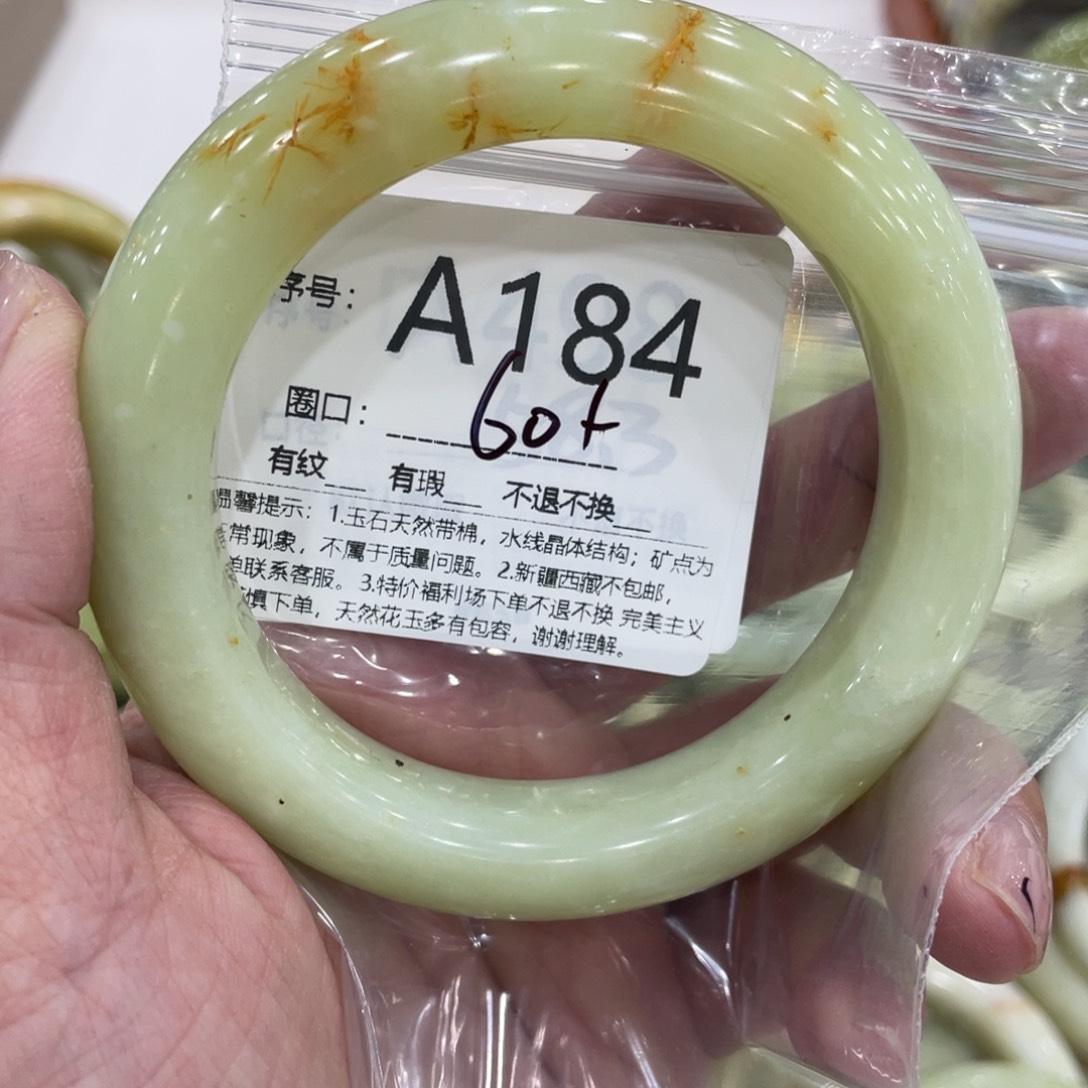 序号： A184
圈口： 60+
有纹__ 有瑕__ 不退不换__
馨提示：1.玉石天然带棉，水线晶体结构；矿点为
常现象，不属于质量问题。2.新疆西藏不包邮，
单联系客服。3.特价福利场下单不退不换 完美主义
慎下单，天然花玉多有包容，谢谢理解。